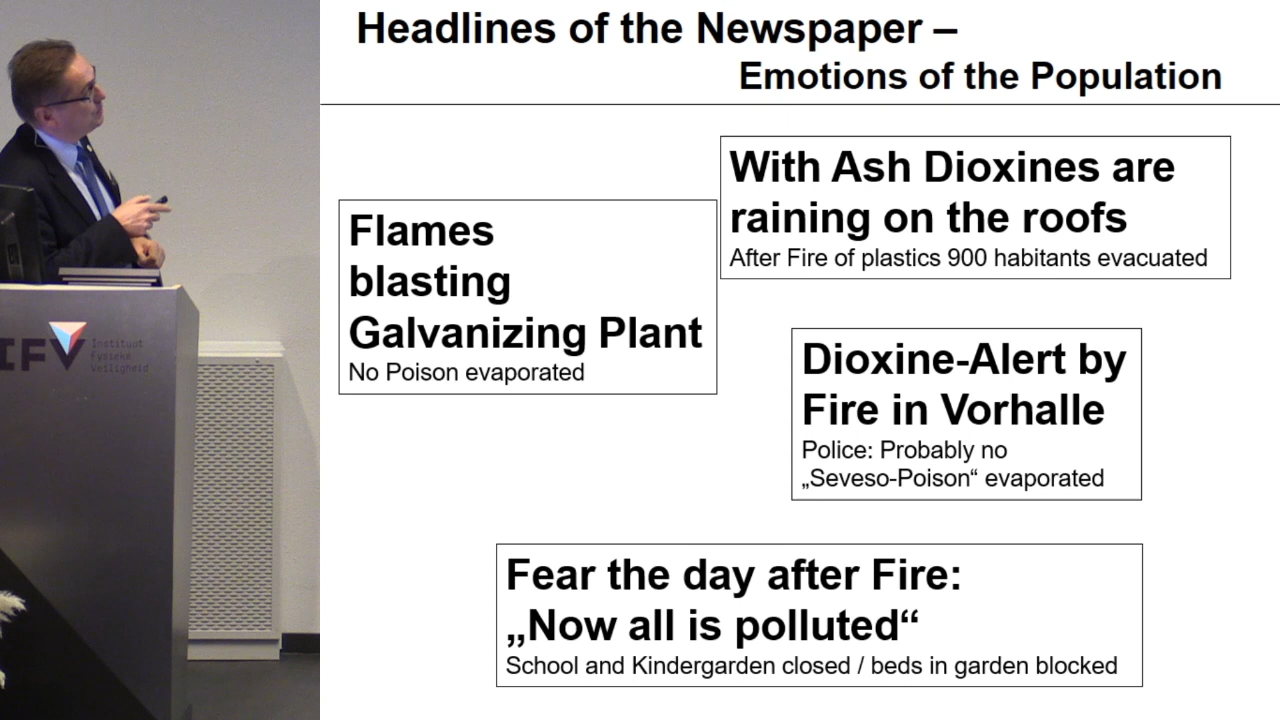 Headlines of the Newspaper –
Emotions of the Population
With Ash Dioxines are
raining on the roofs
After Fire of plastics 900 habitants evacuated
Flames
blasting
Galvanizing Plant
No Poison evaporated
Dioxine-Alert by
Fire in Vorhalle
Police: Probably no
„Seveso-Poison“ evaporated
Fear the day after Fire:
„Now all is polluted“
School and Kindergarden closed / beds in garden blocked
IFV
Instituut
Fysieke
Veiligheid